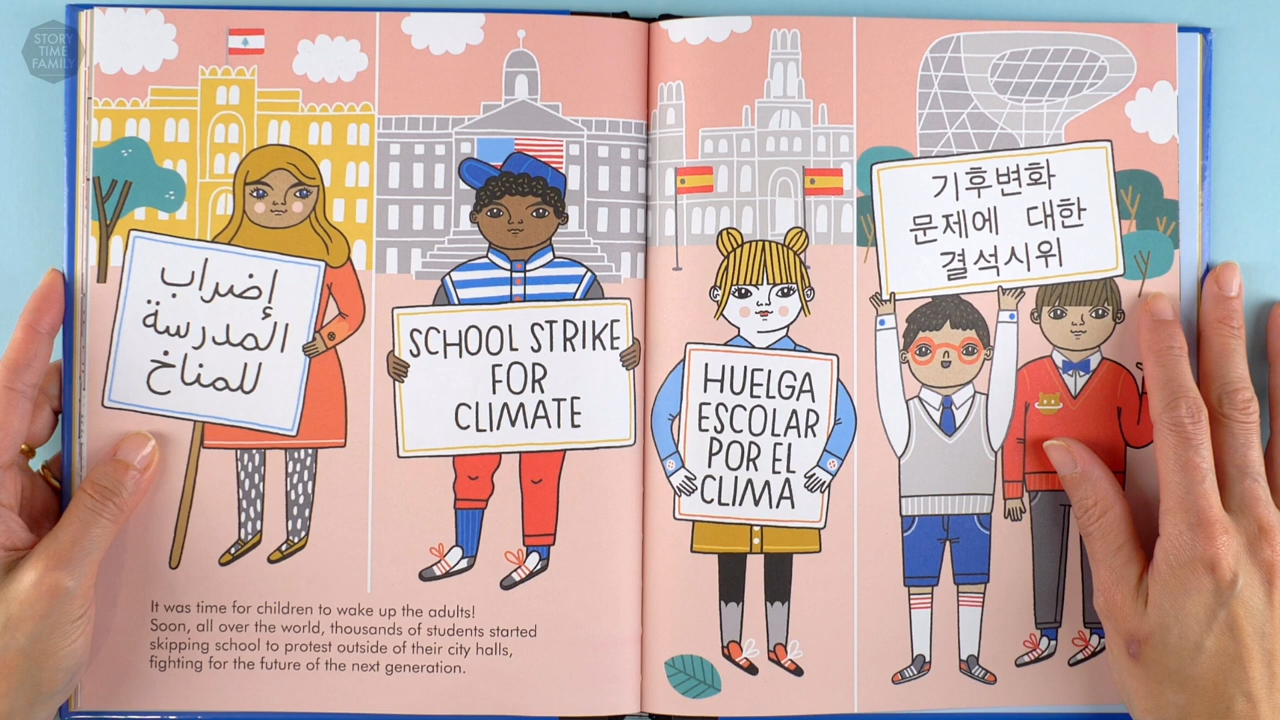 STORY
TIME
FAMILY
إضراب
المدرسة
للمناخ
SCHOOL STRIKE
FOR
CLIMATE
HUELGA
ESCOLAR
POR EL
CLIMA
기후변화
문제에 대한
결석시위
It was time for children to wake up the adults!
Soon, all over the world, thousands of students started
skipping school to protest outside of their city halls,
fighting for the future of the next generation.